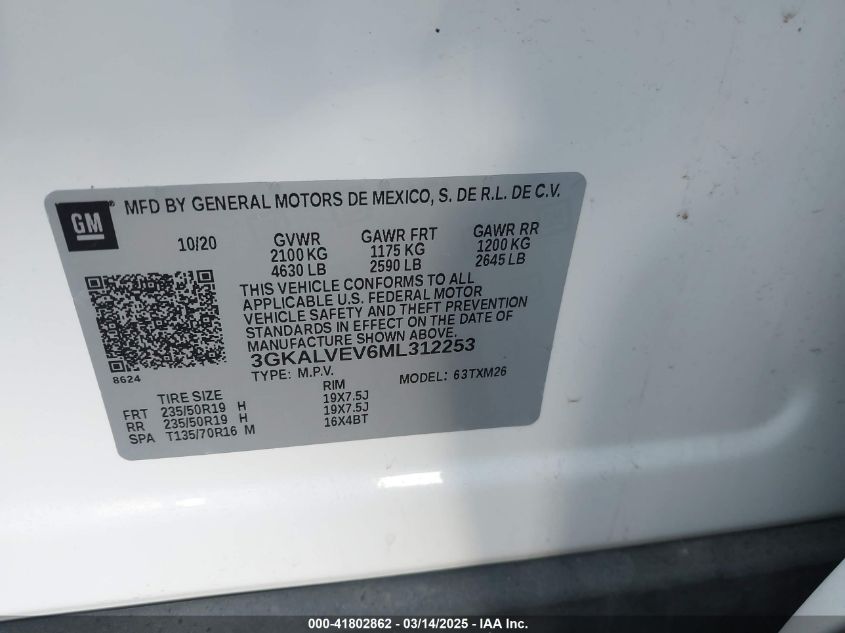 GM
MFD BY GENERAL MOTORS DE MEXICO, S. DE R.L. DE C.V.
10/20 GVWR GAWR FRT GAWR RR
2100 KG 1175 KG 1200 KG
4630 LB 2590 LB 2645 LB
THIS VEHICLE CONFORMS TO ALL
APPLICABLE U.S. FEDERAL MOTOR
VEHICLE SAFETY AND THEFT PREVENTION
STANDARDS IN EFFECT ON THE DATE OF
MANUFACTURE SHOWN ABOVE.
3GKALVEV6ML312253
8624 TYPE: M.P.V. MODEL: 63TXM26
TIRE SIZE RIM
FRT 235/50R19 H 19X7.5J
RR 235/50R19 H 19X7.5J
SPA T135/70R16 M 16X4BT
000-41802862 - 03/14/2025 - IAA Inc.